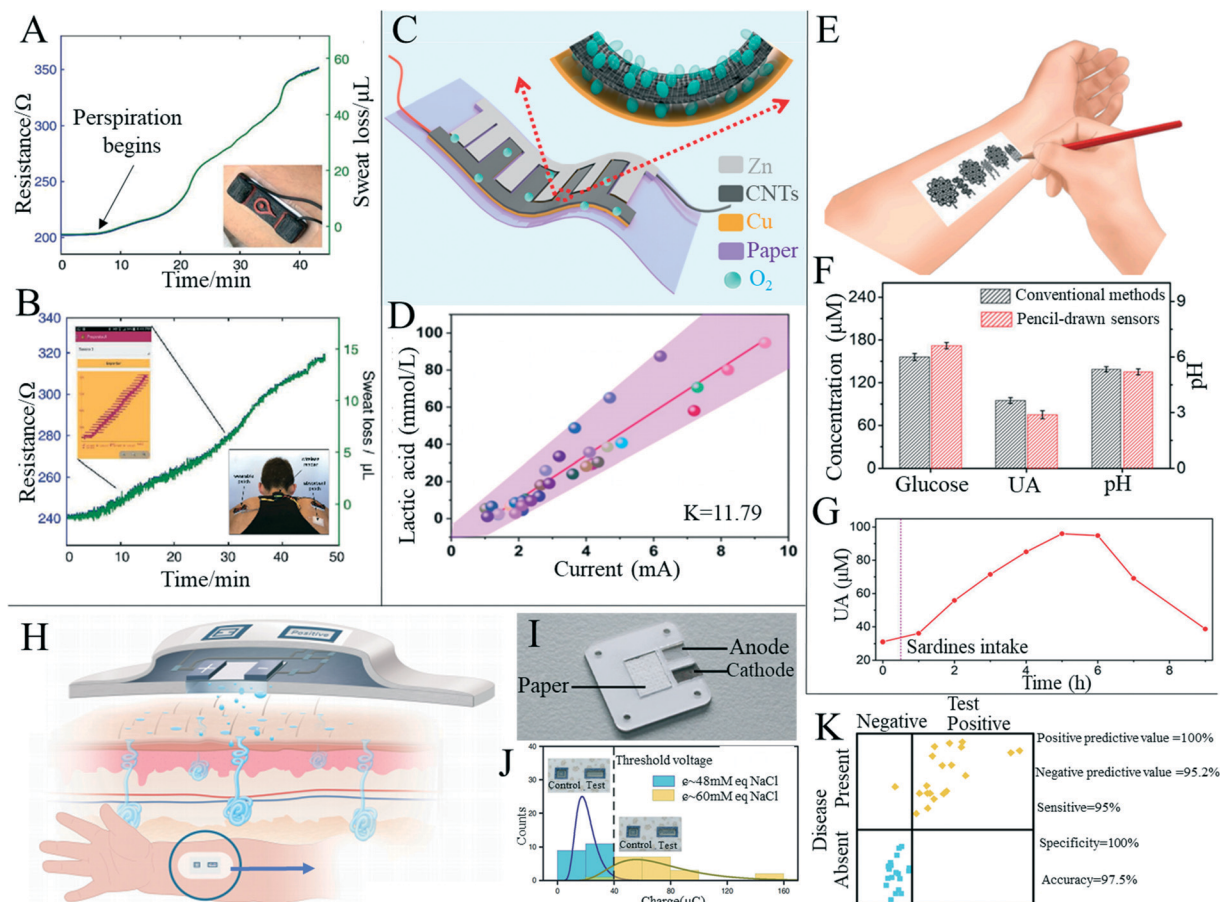 A
350
300
250
200
Resistance/Ω
60
40
20
0
Sweat loss/µL
Perspiration
begins
0
10
20
30
40
Time/min
B
340
320
300
280
260
240
Resistance/Ω
15
10
5
0
Sweat loss / µL
0
10
20
30
40
50
Time/min
C
Zn
CNTs
Cu
Paper
O₂
D
100
80
60
40
20
0
Lactic acid (mmol/L)
K=11.79
0
2
4
6
8
10
Current (mA)
E
F
240
180
120
60
0
Concentration (µM)
Conventional methods
Pencil-drawn sensors
9
6
3
0
pH
Glucose
UA
pH
G
100
80
60
40
20
UA (µM)
Sardines intake
0
2
4
6
8
Time (h)
H
Positive
I
Anode
Cathode
Paper
J
Threshold voltage
ē~48mM eq NaCl
ē~60mM eq NaCl
Control
Test
Control
Test
40
30
20
10
0
Counts
0
40
80
120
160
Charge(µC)
K
Test
Negative
Positive
Disease
Present
Absent
Positive predictive value =100%
Negative predictive value =95.2%
Sensitive=95%
Specificity=100%
Accuracy=97.5%